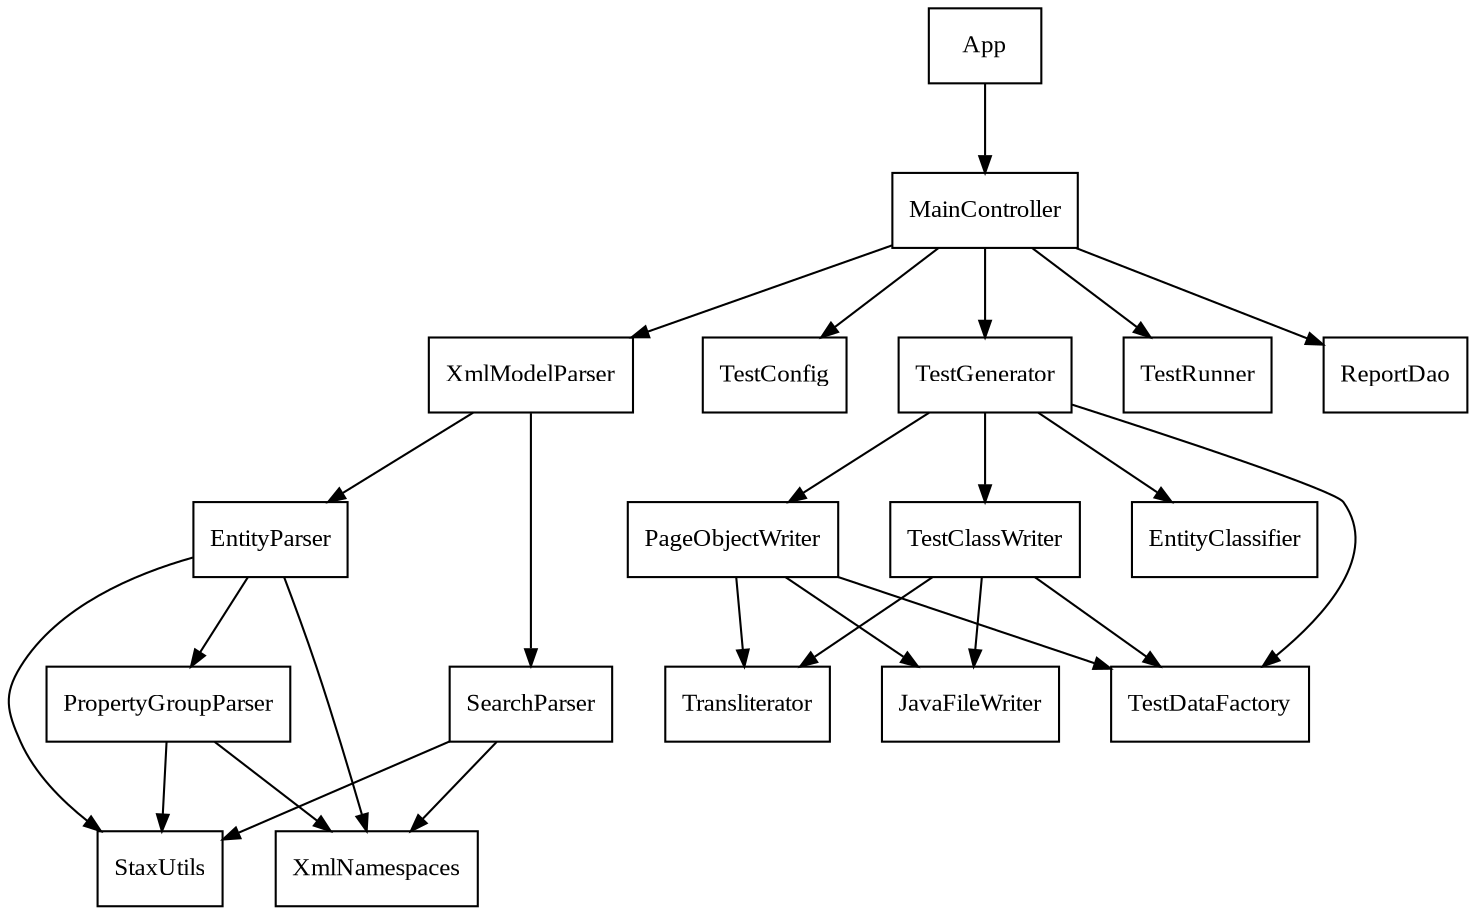 App
MainController
XmlModelParser
TestConfig
TestGenerator
TestRunner
ReportDao
EntityParser
PageObjectWriter
TestClassWriter
EntityClassifier
PropertyGroupParser
SearchParser
Transliterator
JavaFileWriter
TestDataFactory
StaxUtils
XmlNamespaces